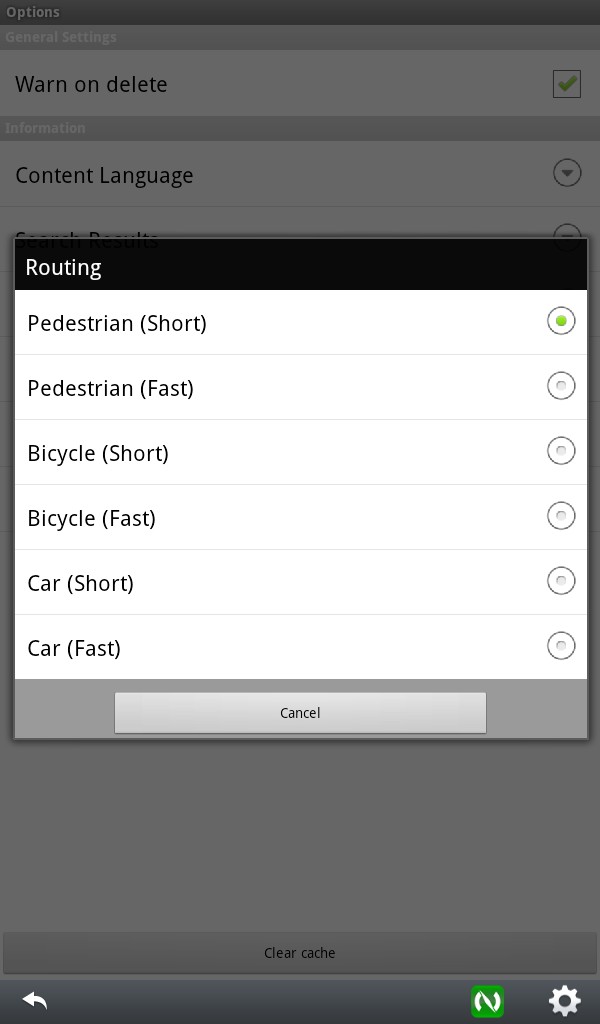 Options
General Settings
Warn on delete
Information
Content Language
Search Results
Routing
Pedestrian (Short)
Pedestrian (Fast)
Bicycle (Short)
Bicycle (Fast)
Car (Short)
Car (Fast)
Cancel
Clear cache